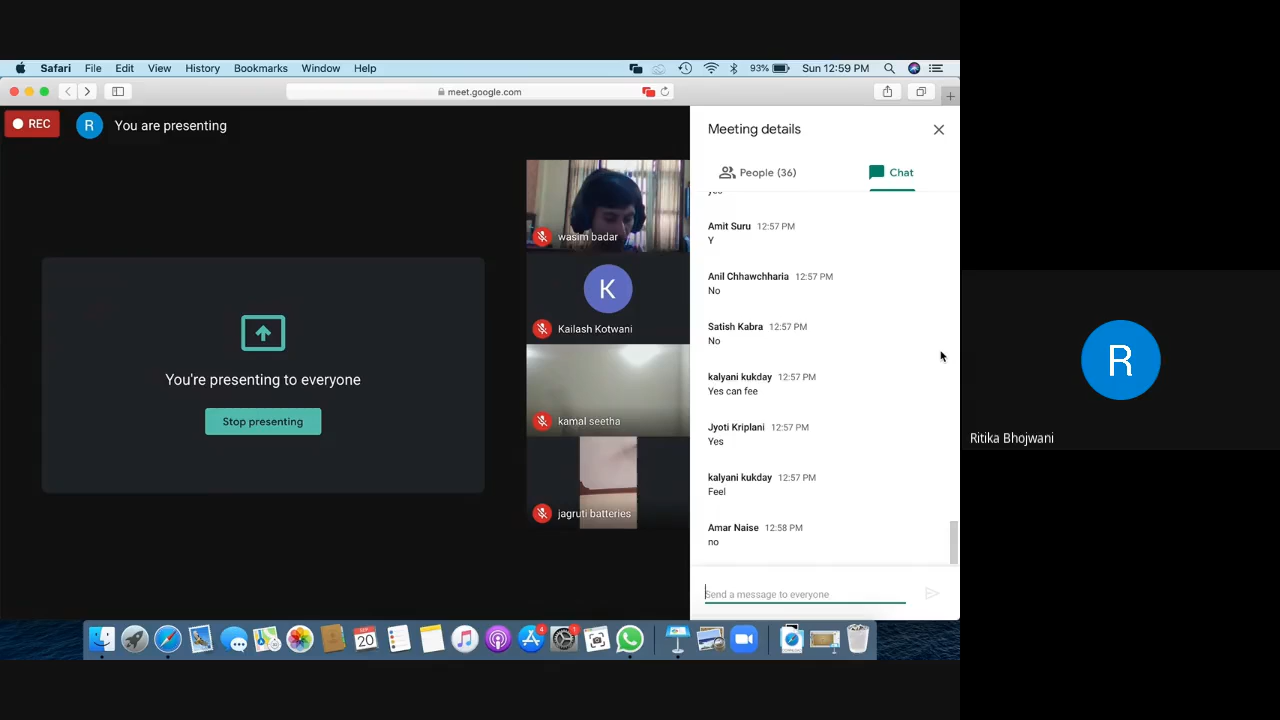 Safari File Edit View History Bookmarks Window Help 93% Sun 12:59 PM
meet.google.com
REC R You are presenting
You're presenting to everyone
Stop presenting
wasim badar
K
Kailash Kotwani
kamal seetha
jagruti batteries
Meeting details
People (36) Chat
yes
Amit Suru 12:57 PM
Y
Anil Chhawchharia 12:57 PM
No
Satish Kabra 12:57 PM
No
kalyani kukday 12:57 PM
Yes can fee
Jyoti Kriplani 12:57 PM
Yes
kalyani kukday 12:57 PM
Feel
Amar Naise 12:58 PM
no
Send a message to everyone
SEP
20
4
1
R
Ritika Bhojwani